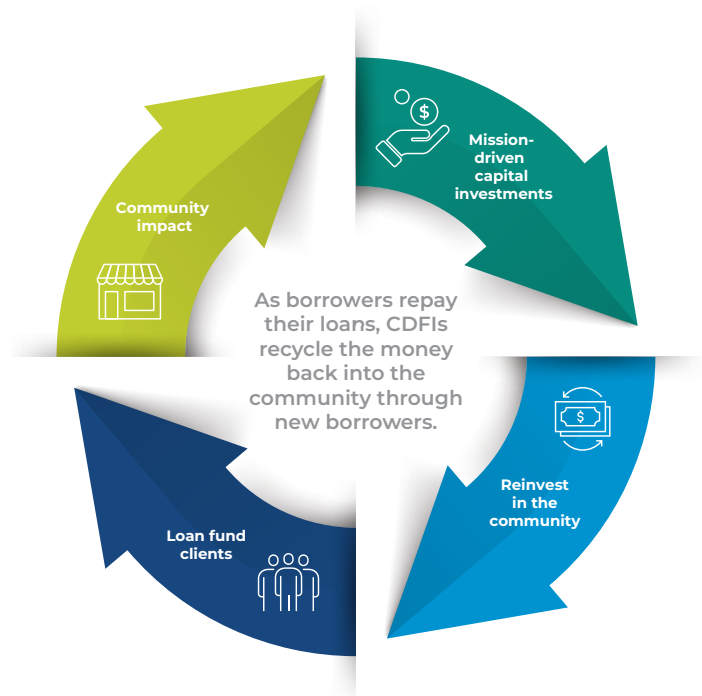 Mission-
driven
capital
investments
Reinvest
in the
community
Loan fund
clients
Community
impact
As borrowers repay
their loans, CDFIs
recycle the money
back into the
community through
new borrowers.
$
$